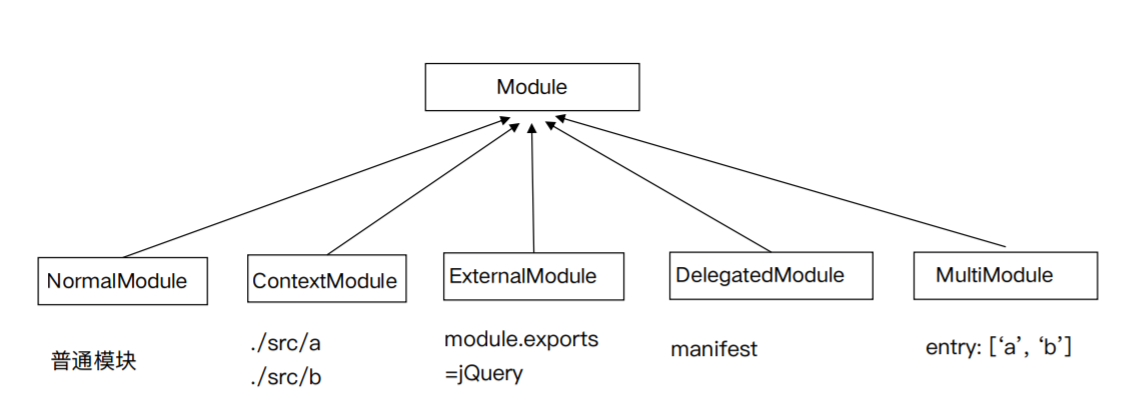 Module
NormalModule
ContextModule
ExternalModule
DelegatedModule
MultiModule
普通模块
./src/a
./src/b
module.exports
=jQuery
manifest
entry: [‘a’, ‘b’]